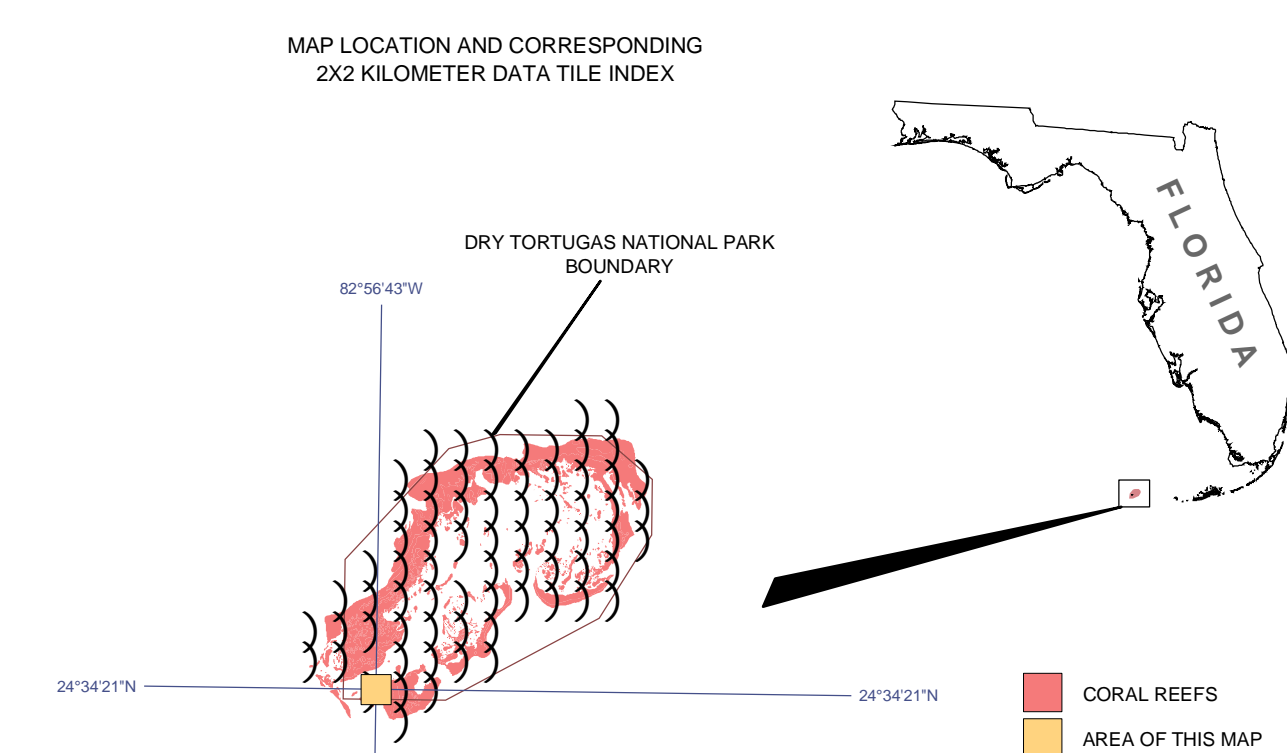 MAP LOCATION AND CORRESPONDING
2X2 KILOMETER DATA TILE INDEX
FLORIDA
DRY TORTUGAS NATIONAL PARK
BOUNDARY
82°56'43"W
24°34'21"N
24°34'21"N
CORAL REEFS
AREA OF THIS MAP